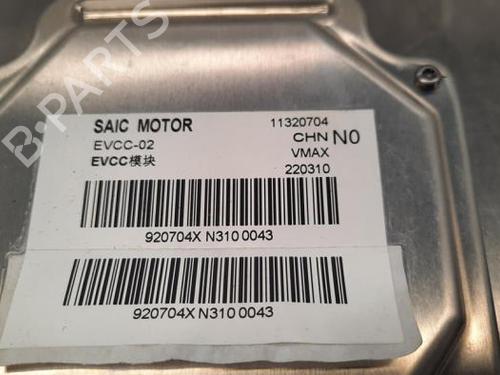 B-PARTS
SAIC MOTOR 11320704
EVCC-02 CHN N0
EVCC模块 VMAX
220310
920704X N310 0043
920704X N310 0043